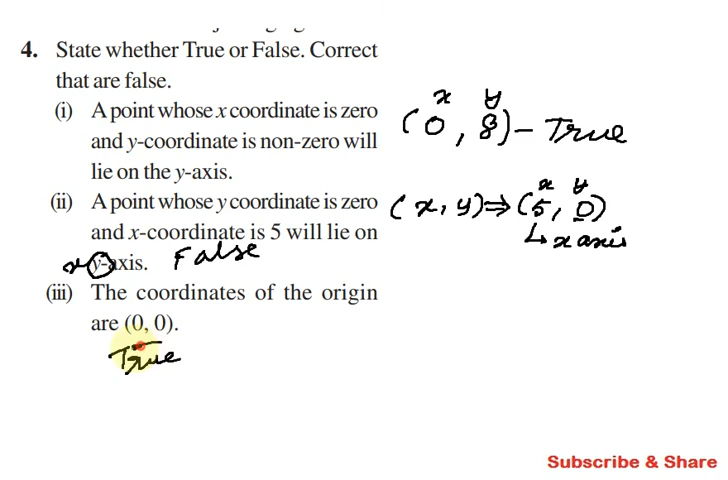 4. State whether True or False. Correct
that are false.
(i) A point whose x coordinate is zero
and y-coordinate is non-zero will
lie on the y-axis.
x y
(0, 8) - True
(ii) A point whose y coordinate is zero
and x-coordinate is 5 will lie on
y-axis. False
x
x y
(x, y) ⇒ (5, 0)
↳ x axis
(iii) The coordinates of the origin
are (0, 0).
True
Subscribe & Share